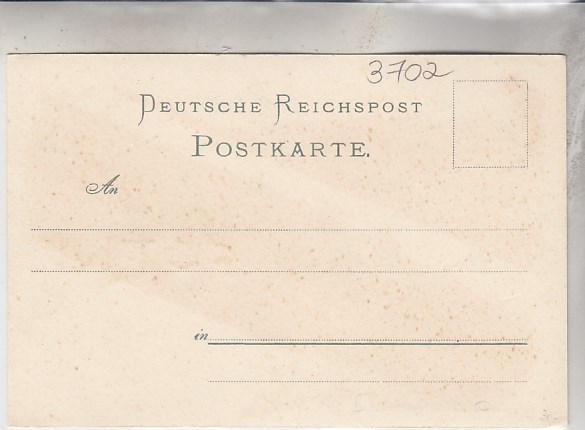 3702
DEUTSCHE REICHSPOST
POSTKARTE.
An
in